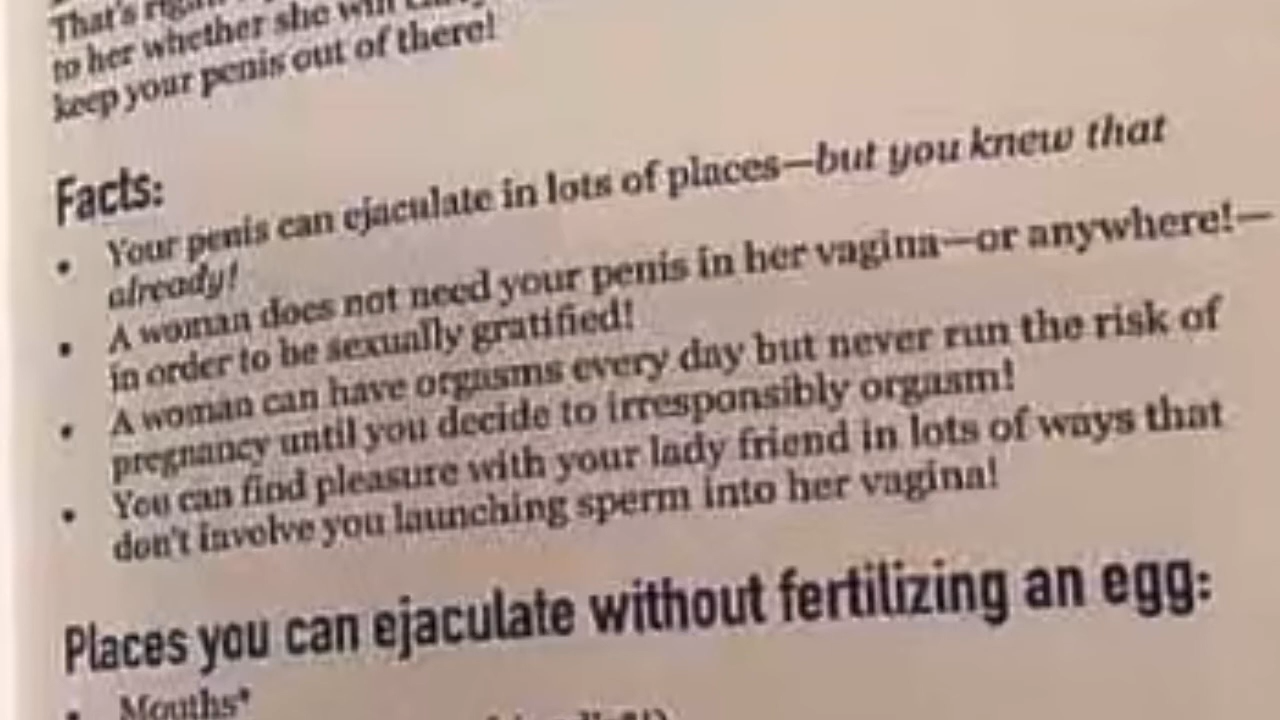 That's
to her whether she will
keep your penis out of there!
Facts:
• Your penis can ejaculate in lots of places—but you knew that
already!
• A woman does not need your penis in her vagina—or anywhere!—
in order to be sexually gratified!
• A woman can have orgasms every day but never run the risk of
pregnancy until you decide to irresponsibly orgasm!
• You can find pleasure with your lady friend in lots of ways that
don't involve you launching sperm into her vagina!
Places you can ejaculate without fertilizing an egg:
• Mouths*